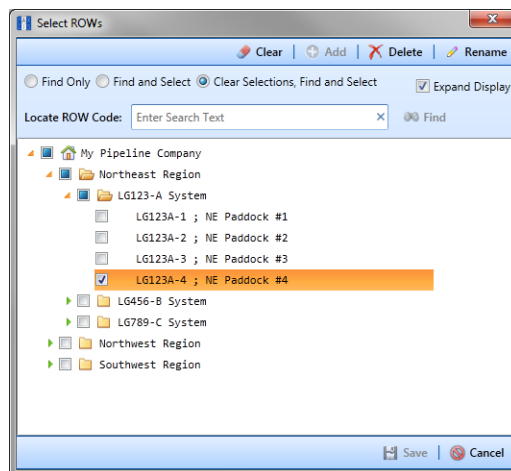 Select ROWs
Clear | Add | Delete | Rename
Find Only Find and Select Clear Selections, Find and Select Expand Display
Locate ROW Code: Enter Search Text × Find
My Pipeline Company
Northeast Region
LG123-A System
LG123A-1 ; NE Paddock #1
LG123A-2 ; NE Paddock #2
LG123A-3 ; NE Paddock #3
LG123A-4 ; NE Paddock #4
LG456-B System
LG789-C System
Northwest Region
Southwest Region
Save | Cancel